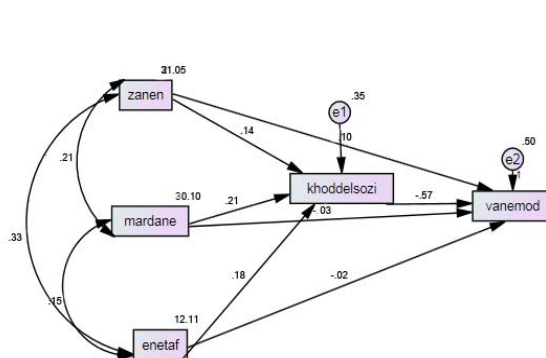 31.05
zanen
.35
e1
.14
.10
.50
e2
1
.21
khoddelsozi
-.57
vanemod
30.10
.21
mardane
-.03
.33
.18
-.02
.15
12.11
enetaf